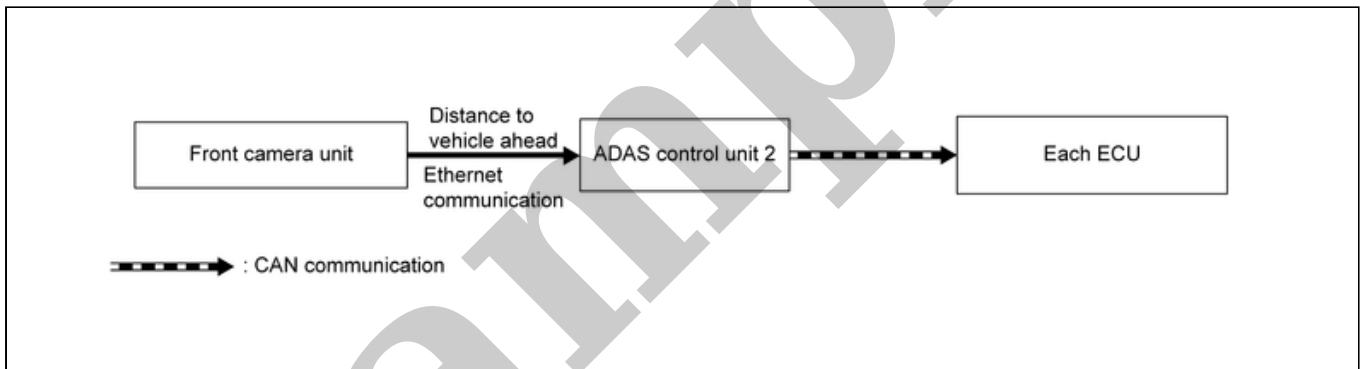 Distance to
vehicle ahead
Front camera unit
ADAS control unit 2
Each ECU
Ethernet
communication
: CAN communication